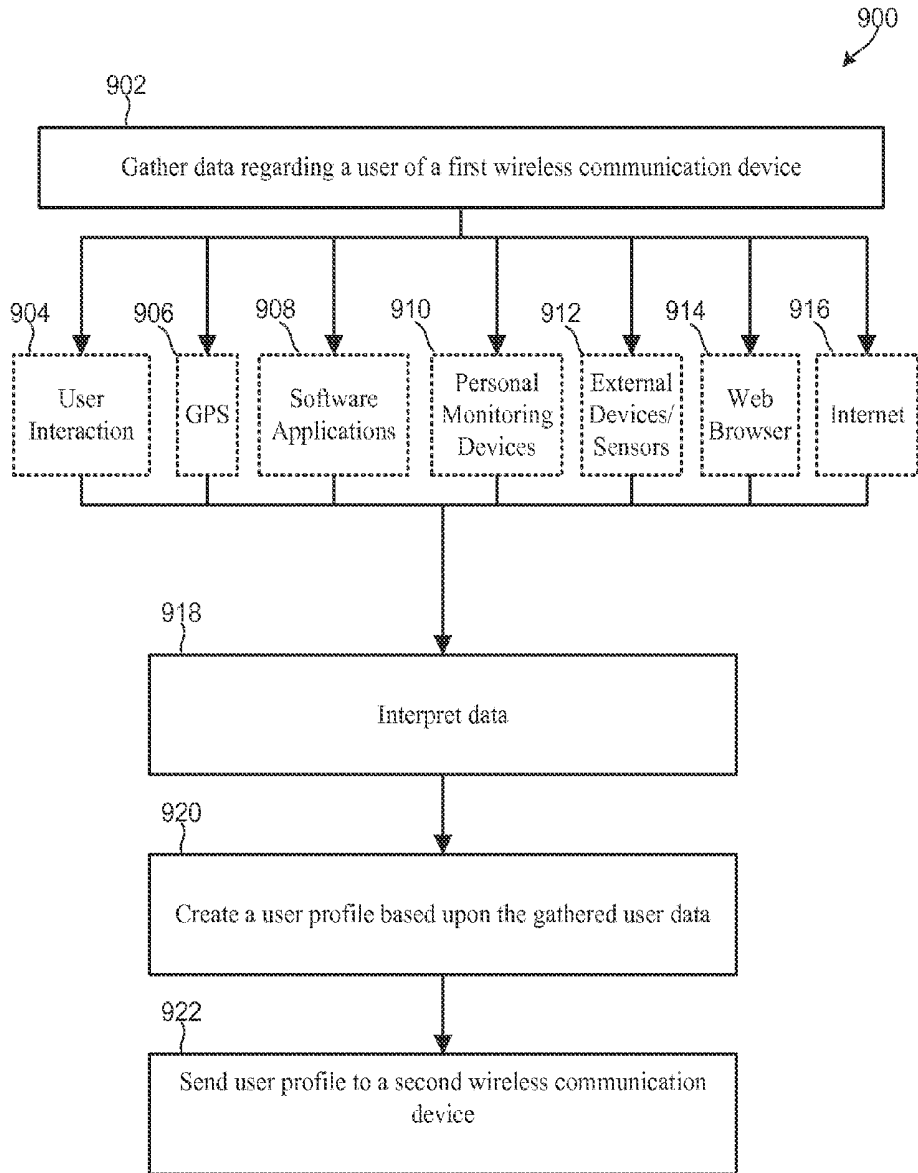 900
902
Gather data regarding a user of a first wireless communication device
904
906
908
910
912
914
916
User
Interaction
GPS
Software
Applications
Personal
Monitoring
Devices
External
Devices/
Sensors
Web
Browser
Internet
918
Interpret data
920
Create a user profile based upon the gathered user data
922
Send user profile to a second wireless communication
device